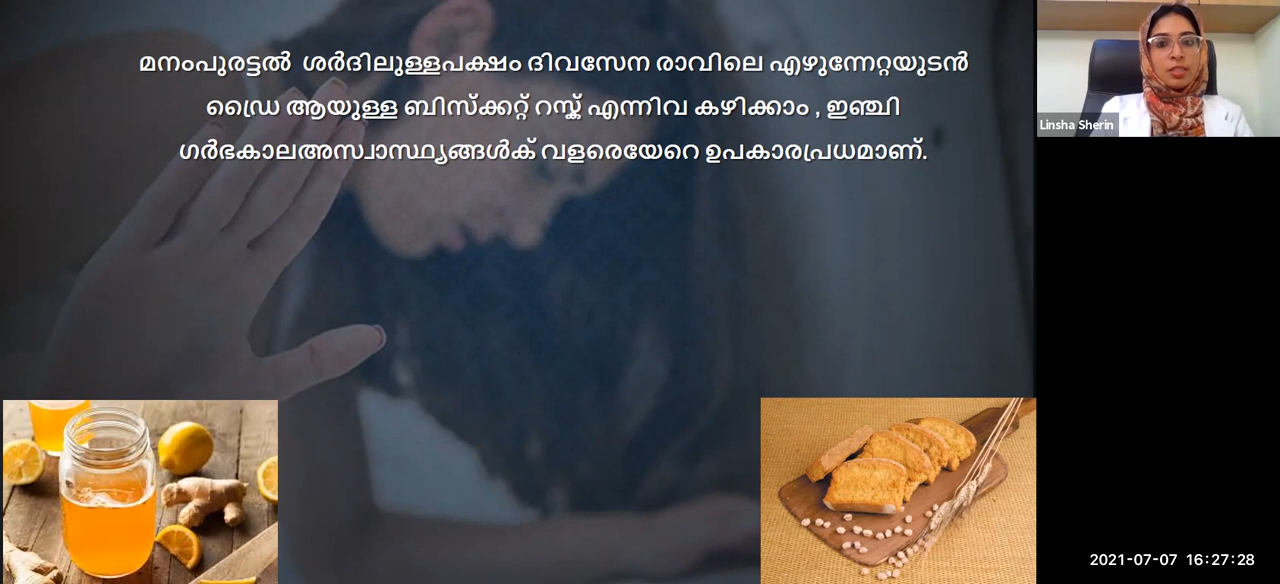 മനംപുരട്ടൽ  ശർദിലുള്ളപക്ഷം ദിവസേന രാവിലെ എഴുന്നേറ്റയുടൻ
ഡ്രൈ ആയുള്ള ബിസ്ക്കറ്റ് റസ്ക് എന്നിവ കഴിക്കാം , ഇഞ്ചി
ഗർഭകാലഅസ്വാസ്ഥ്യങ്ങൾക് വളരെയേറെ ഉപകാരപ്രധമാണ്.
Linsha Sherin
2021-07-07 16:27:28